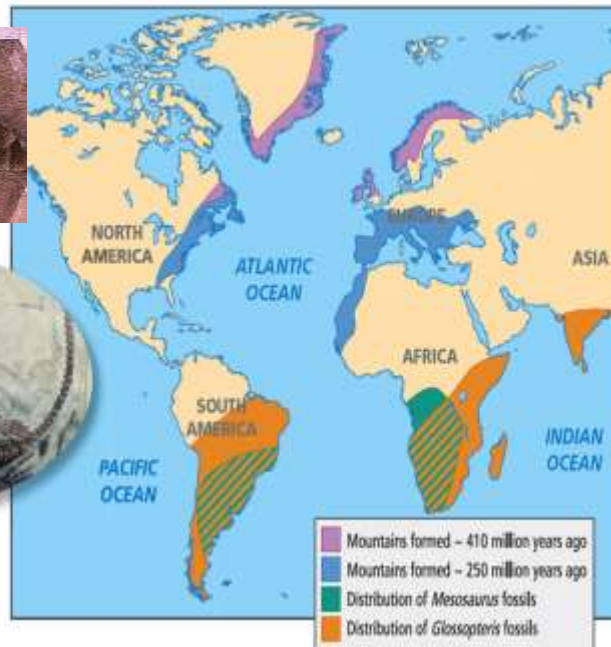 NORTH
AMERICA
ATLANTIC
OCEAN
EUROPE
ASIA
AFRICA
SOUTH
AMERICA
PACIFIC
OCEAN
INDIAN
OCEAN
Mountains formed ~ 410 million years ago
Mountains formed ~ 250 million years ago
Distribution of Mesosaurus fossils
Distribution of Glossopteris fossils